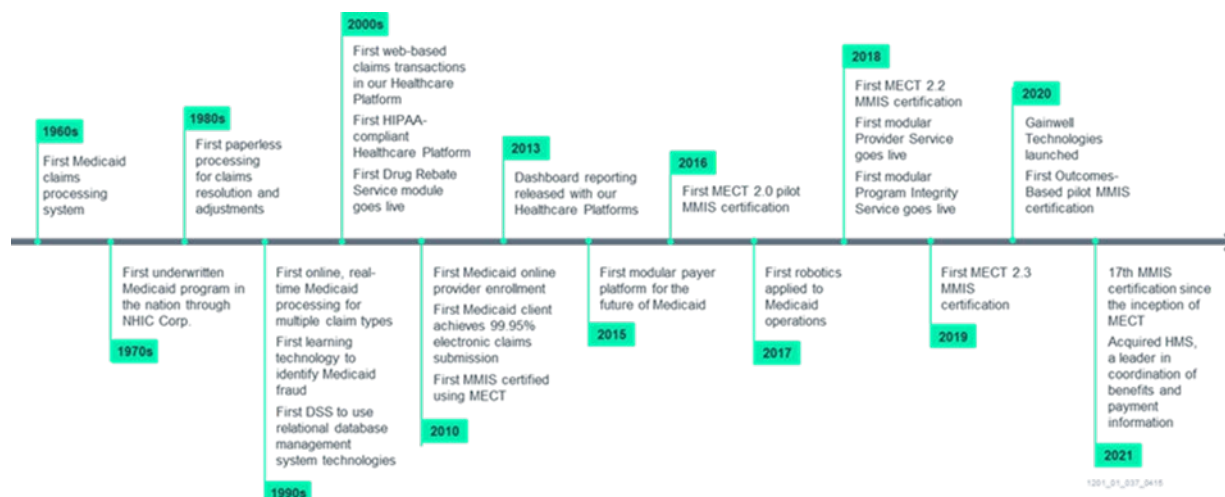 1960s
First Medicaid
claims
processing
system
First underwritten
Medicaid program in
the nation through
NHIC Corp.
1970s
1980s
First paperless
processing
for claims
resolution and
adjustments
First online, real-
time Medicaid
processing for
multiple claim types
First learning
technology to
identify Medicaid
fraud
First DSS to use
relational database
management
system technologies
1990s
2000s
First web-based
claims transactions
in our Healthcare
Platform
First HIPAA-
compliant
Healthcare Platform
First Drug Rebate
Service module
goes live
First Medicaid online
provider enrollment
First Medicaid client
achieves 99.95%
electronic claims
submission
First MMIS certified
using MECT
2010
2013
Dashboard reporting
released with our
Healthcare Platforms
First modular payer
platform for the
future of Medicaid
2015
2016
First MECT 2.0 pilot
MMIS certification
First robotics
applied to
Medicaid
operations
2017
2018
First MECT 2.2
MMIS certification
First modular
Provider Service
goes live
First modular
Program Integrity
Service goes live
First MECT 2.3
MMIS
certification
2019
2020
Gainwell
Technologies
launched
First Outcomes-
Based pilot MMIS
certification
17th MMIS
certification since
the inception of
MECT
Acquired HMS,
a leader in
coordination of
benefits and
payment
information
2021
1201_01_037_0415